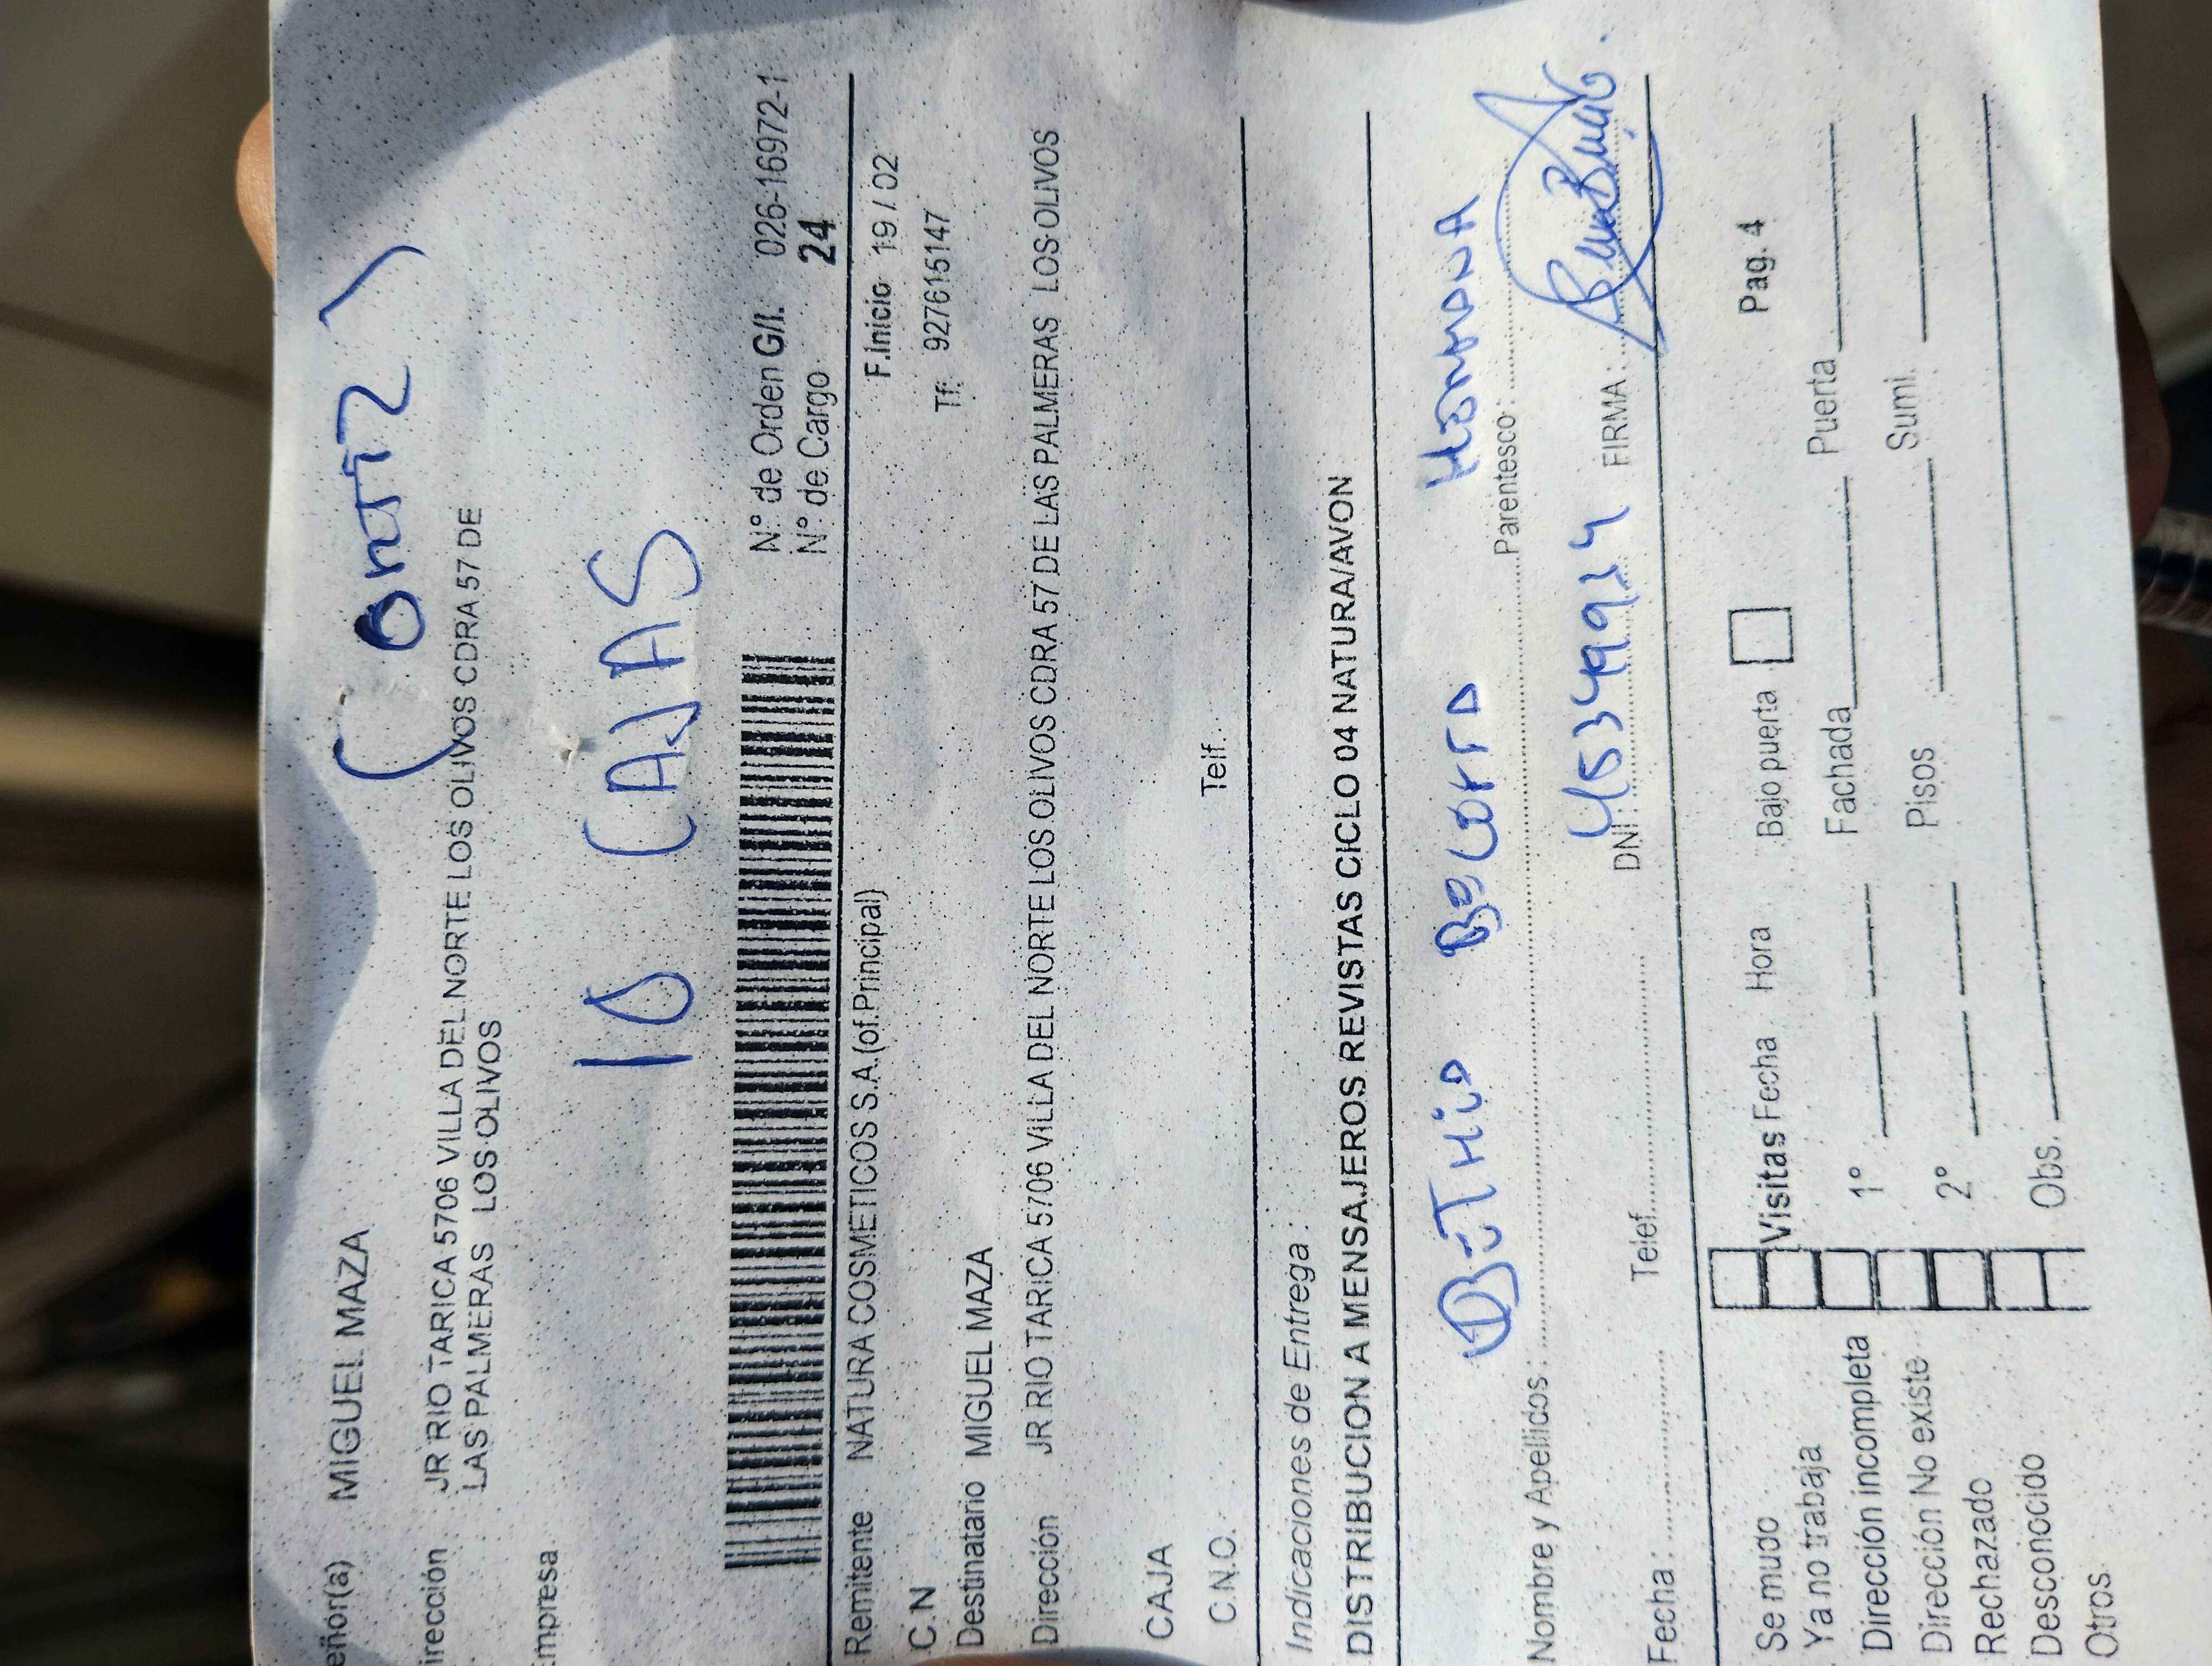 eñor(a) MIGUEL MAZA ( Ortiz )
irección JR RIO TARICA 5706 VILLA DEL NORTE LOS OLIVOS CDRA 57 DE
LAS PALMERAS LOS OLIVOS
Empresa
10 CAJAS
N° de Orden G/I. 026-16972-1
N° de Cargo 24
Remitente NATURA COSMETICOS S.A.(of.Principal) F.Inicio 19 / 02
C.N
Destinatario MIGUEL MAZA Tf: 927615147
Dirección JR RIO TARICA 5706 VILLA DEL NORTE LOS OLIVOS CDRA 57 DE LAS PALMERAS LOS OLIVOS
CAJA
C.N.O. Telf.
Indicaciones de Entrega :
DISTRIBUCION A MENSAJEROS REVISTAS CICLO 04 NATURA/AVON
Nombre y Apellidos: Becerra Parentesco: Hermana
Fecha: Telef. DNI: 45349924 FIRMA:
Se mudo Visitas Fecha Hora Bajo puerta Pag. 4
Ya no trabaja
Dirección incompleta 1° Fachada Puerta
Dirección No existe
Rechazado 2° Pisos Sumi.
Desconocido
Otros Obs.